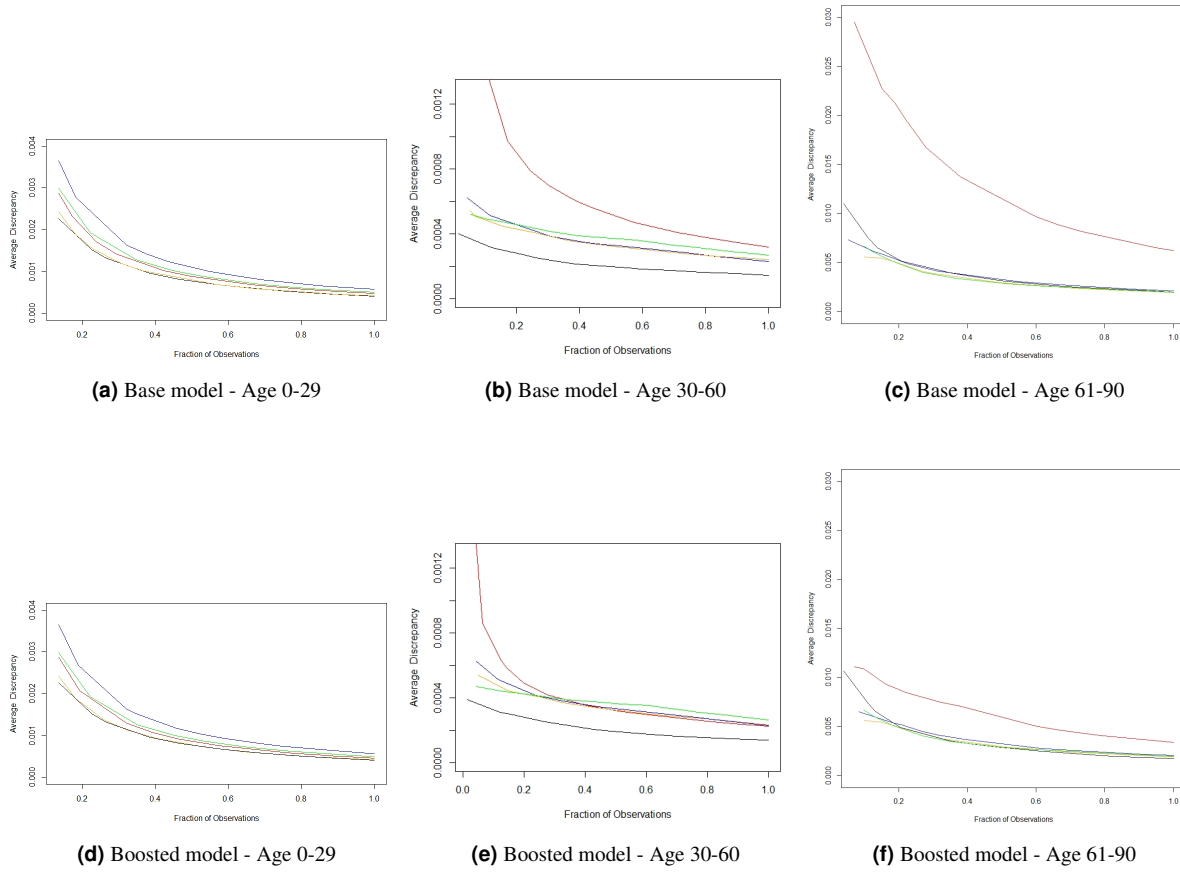 Average Discrepancy
0.004
0.003
0.002
0.001
0.000
0.2 0.4 0.6 0.8 1.0
Fraction of Observations
(a) Base model - Age 0-29
Average Discrepancy
0.0012
0.0008
0.0004
0.0000
0.2 0.4 0.6 0.8 1.0
Fraction of Observations
(b) Base model - Age 30-60
Average Discrepancy
0.030
0.025
0.020
0.015
0.010
0.005
0.000
0.2 0.4 0.6 0.8 1.0
Fraction of Observations
(c) Base model - Age 61-90
Average Discrepancy
0.004
0.003
0.002
0.001
0.000
0.2 0.4 0.6 0.8 1.0
Fraction of Observations
(d) Boosted model - Age 0-29
Average Discrepancy
0.0012
0.0008
0.0004
0.0000
0.0 0.2 0.4 0.6 0.8 1.0
Fraction of Observations
(e) Boosted model - Age 30-60
Average Discrepancy
0.030
0.025
0.020
0.015
0.010
0.005
0.000
0.2 0.4 0.6 0.8 1.0
Fraction of Observations
(f) Boosted model - Age 61-90